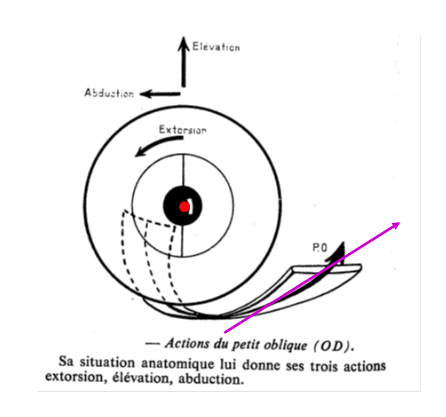 Elévation
Abduction
Extorsion
P.O
— Actions du petit oblique (OD).
Sa situation anatomique lui donne ses trois actions
extorsion, élévation, abduction.